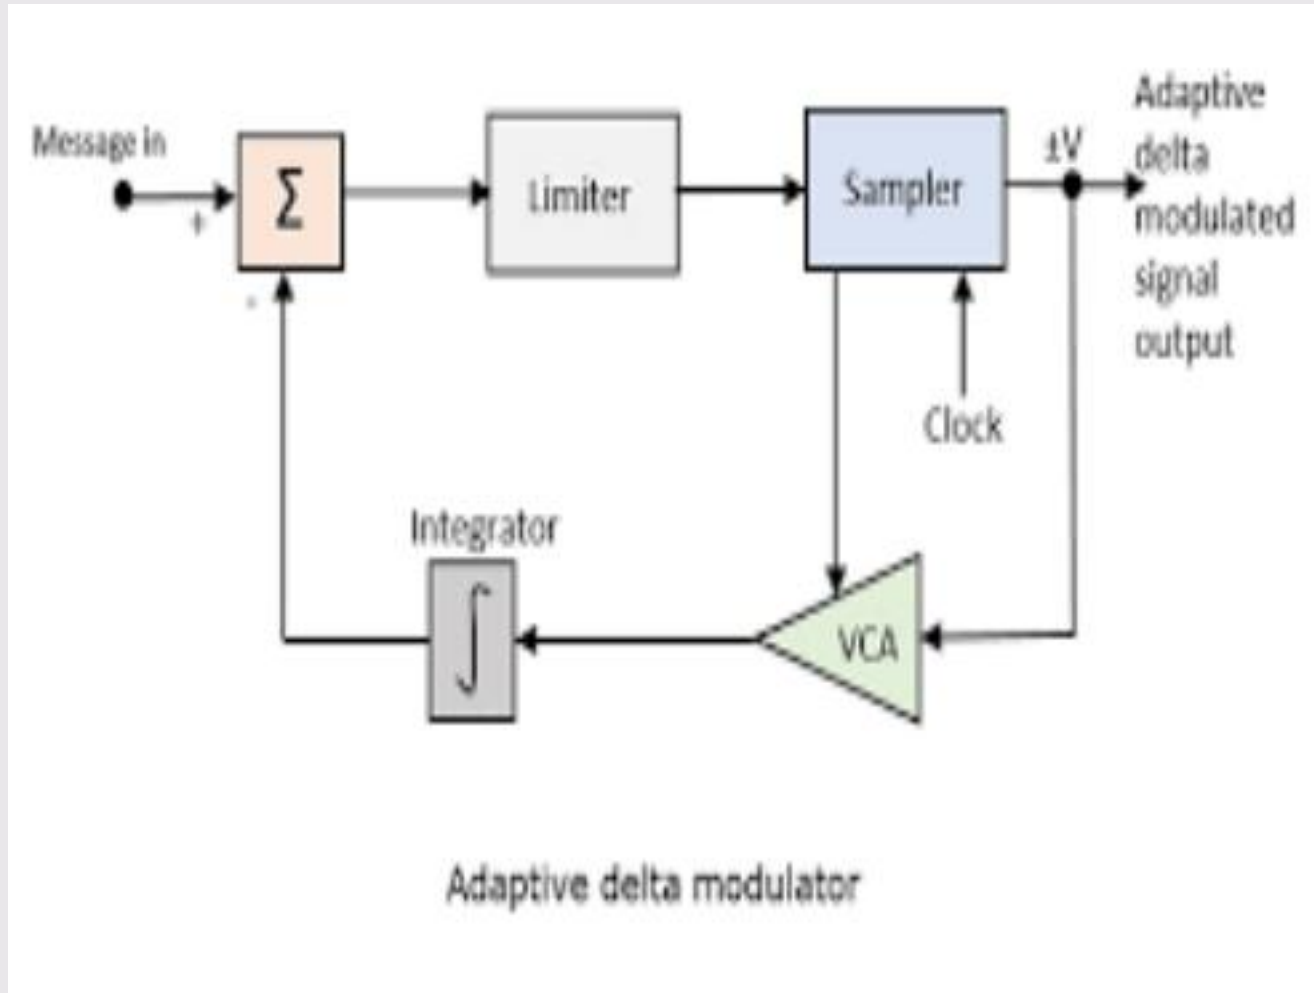 Message in
+
Σ
-
Limiter
Sampler
±V
Adaptive
delta
modulated
signal
output
Clock
Integrator
∫
VCA
Adaptive delta modulator